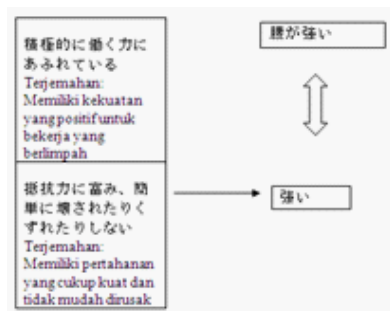 積極的に働く力に
あふれている
Terjemahan:
Memiliki kekuatan
yang positif untuk
bekerja yang
berlimpah
抵抗力に富み、簡
単に壊されたりく
ずれたりしない
Terjemahan:
Memiliki pertahanan
yang cukup kuat dan
tidak mudah dirusak
腰が強い
強い